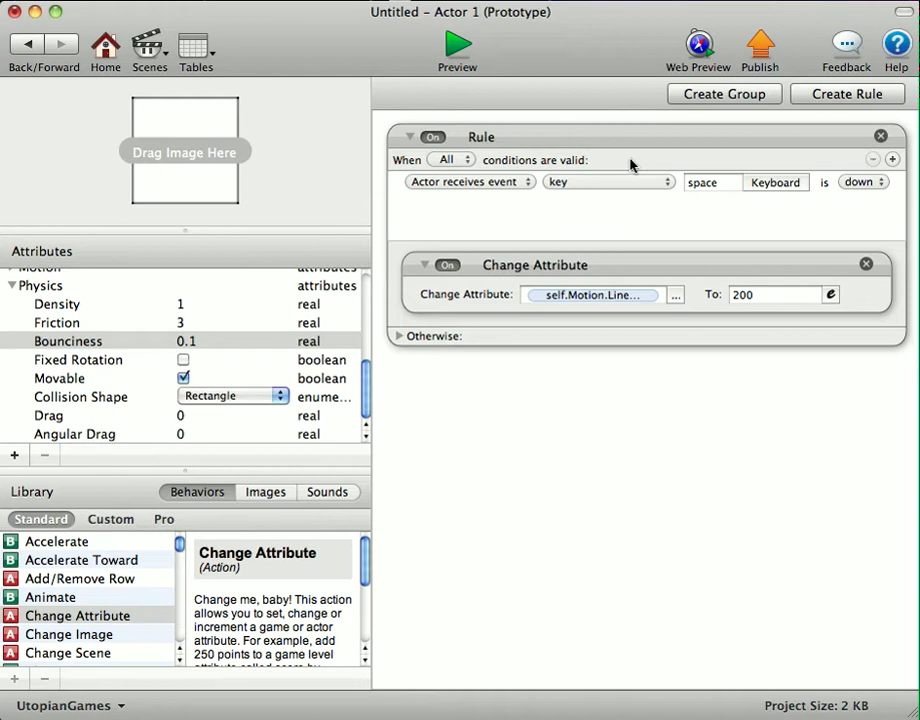 Untitled – Actor 1 (Prototype)
Back/Forward Home Scenes Tables Preview Web Preview Publish Feedback Help
Create Group Create Rule
Drag Image Here
On Rule
When All conditions are valid:
Actor receives event key space Keyboard is down
On Change Attribute
Change Attribute: self.Motion.Line... ... To: 200 e
Otherwise:
Attributes
Physics attributes
Density 1 real
Friction 3 real
Bounciness 0.1 real
Fixed Rotation boolean
Movable boolean
Collision Shape Rectangle enume...
Drag 0 real
Angular Drag 0 real
Library Behaviors Images Sounds
Standard Custom Pro
B Accelerate
B Accelerate Toward
A Add/Remove Row
B Animate
A Change Attribute
A Change Image
A Change Scene
Change Attribute
(Action)
Change me, baby! This action
allows you to set, change or
increment a game or actor
attribute. For example, add
250 points to a game level
UtopianGames Project Size: 2 KB